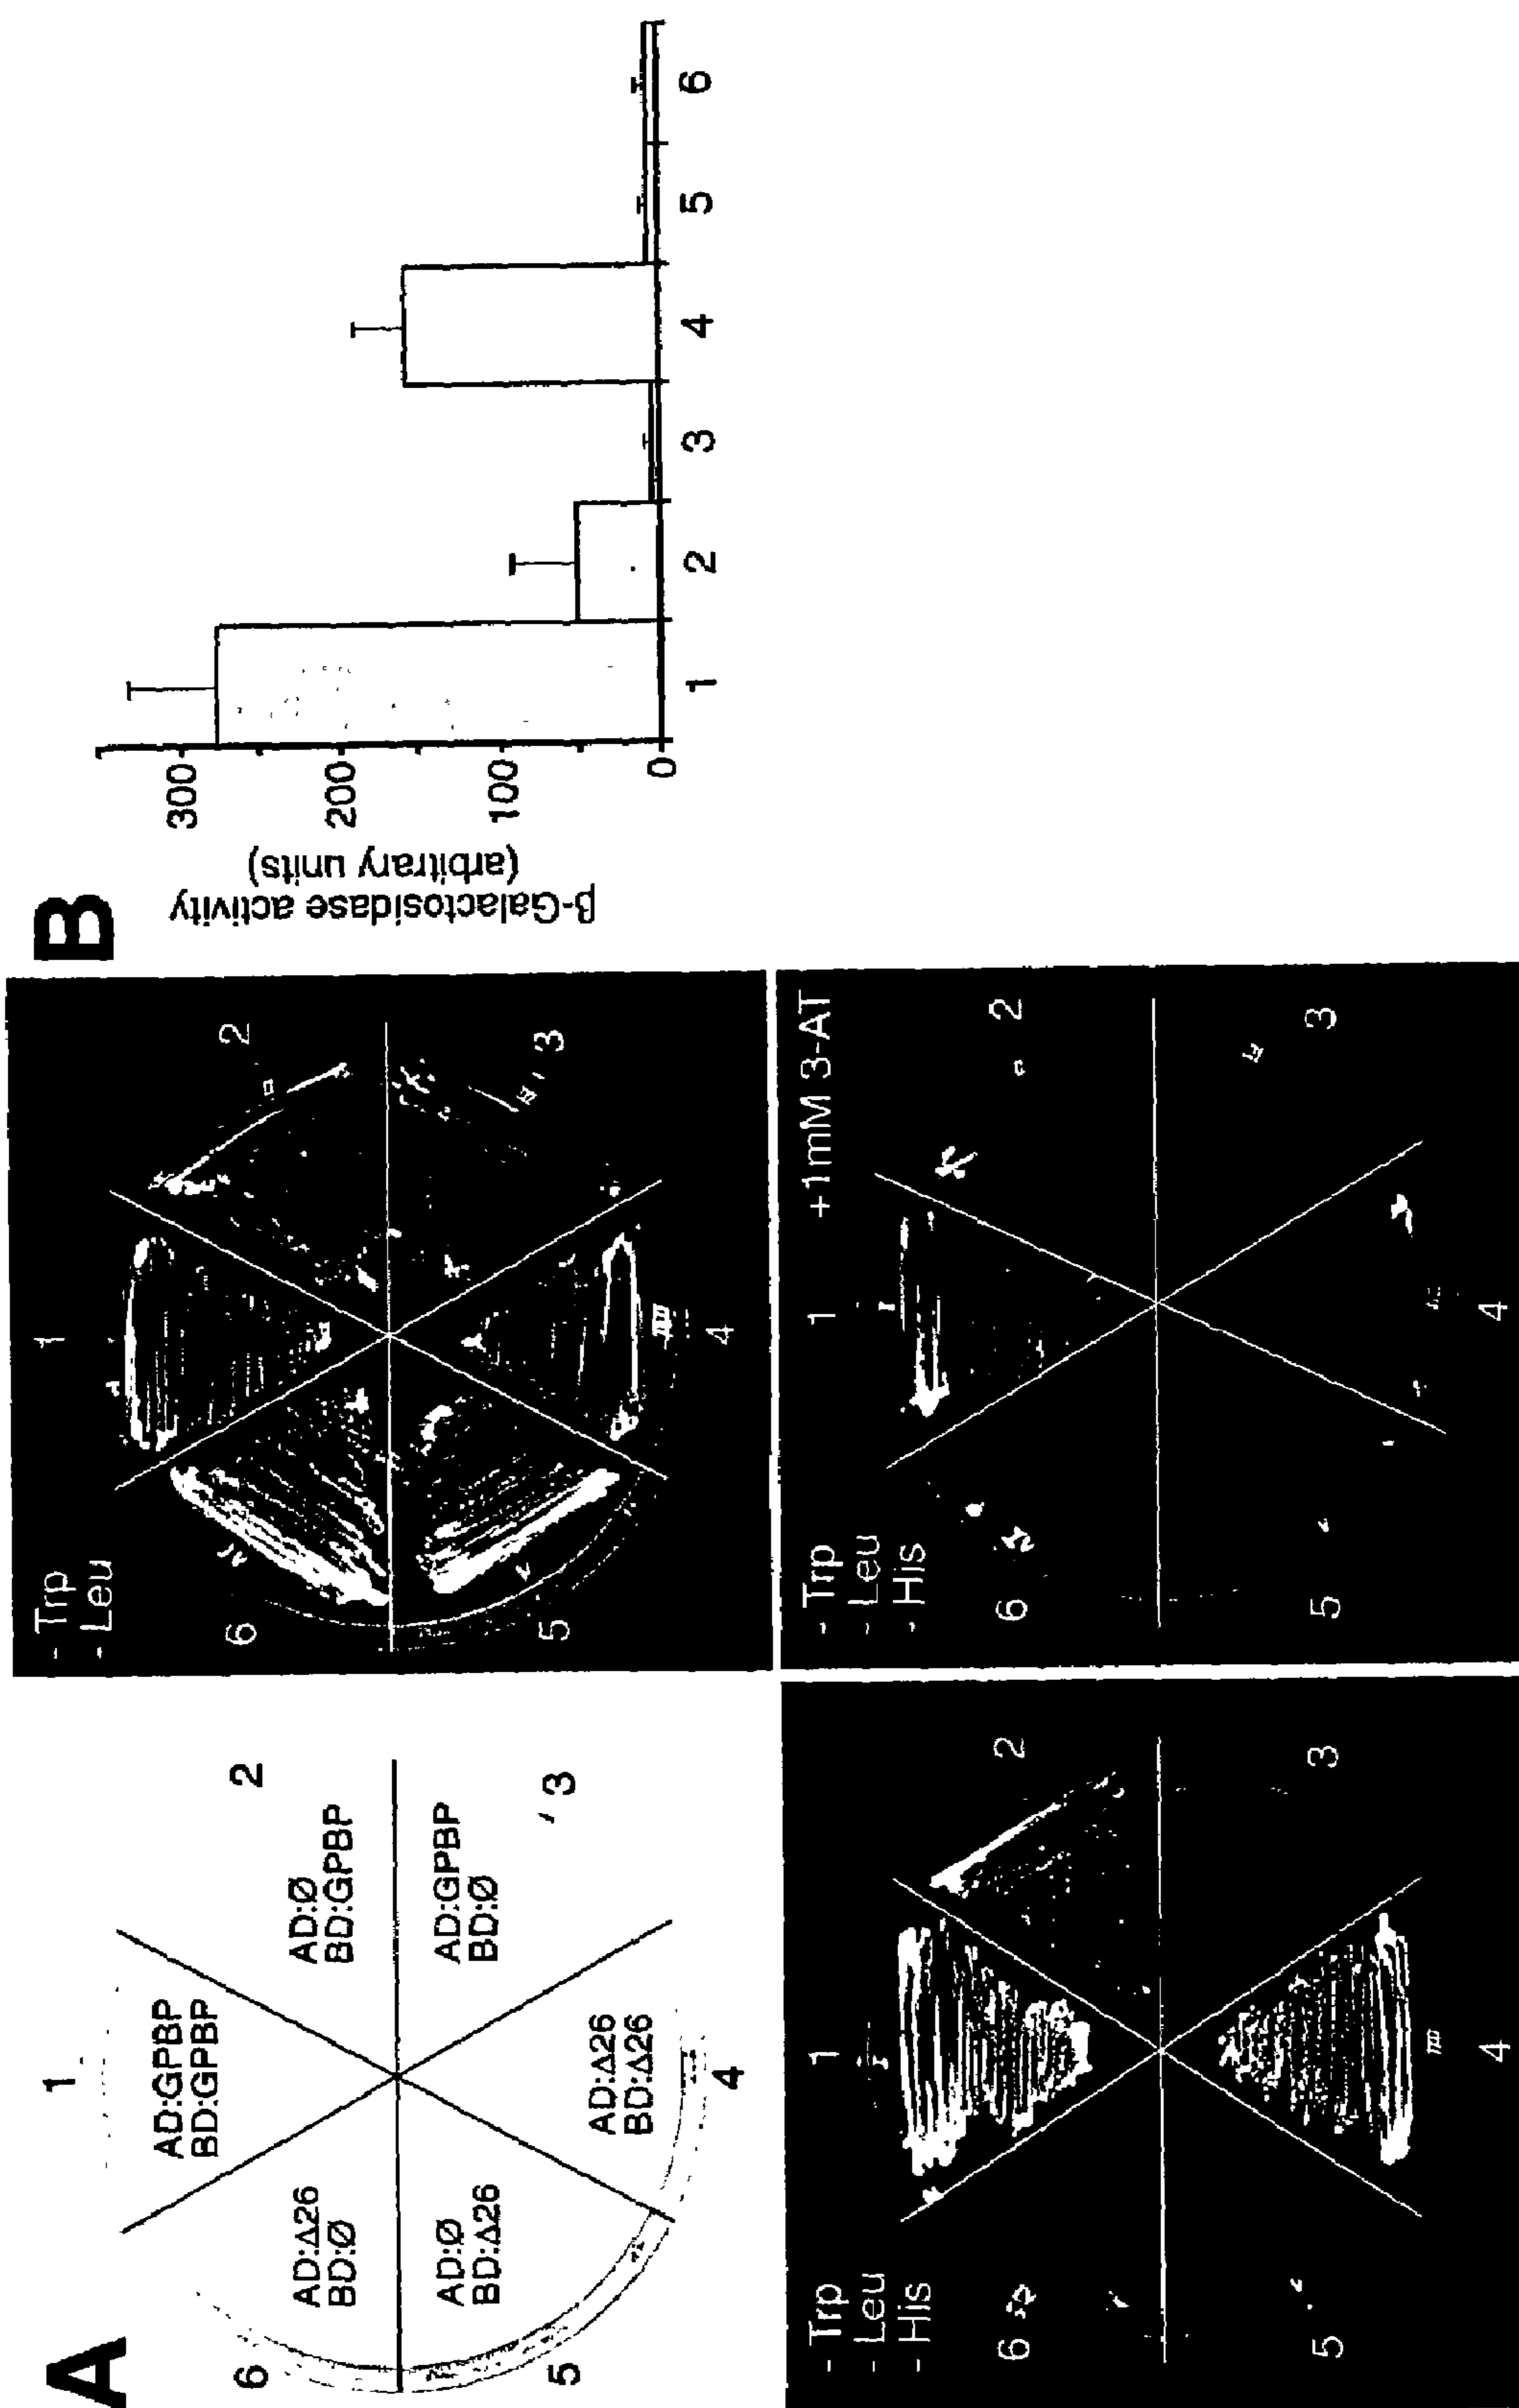 A
1
AD:GPBP
BD:GPBP
2
AD:Ø
BD:GPBP
3
AD:GPBP
BD:Ø
4
AD:Δ26
BD:Δ26
5
AD:Ø
BD:Δ26
6
AD:Δ26
BD:Ø
- Trp
- Leu
1
2
3
4
5
6
- Trp
- Leu
- His
1
2
3
4
5
6
- Trp
- Leu
- His
+1mM 3-AT
1
2
3
4
5
6
B
β-Galactosidase activity
(arbitrary units)
300
200
100
0
1 2 3 4 5 6